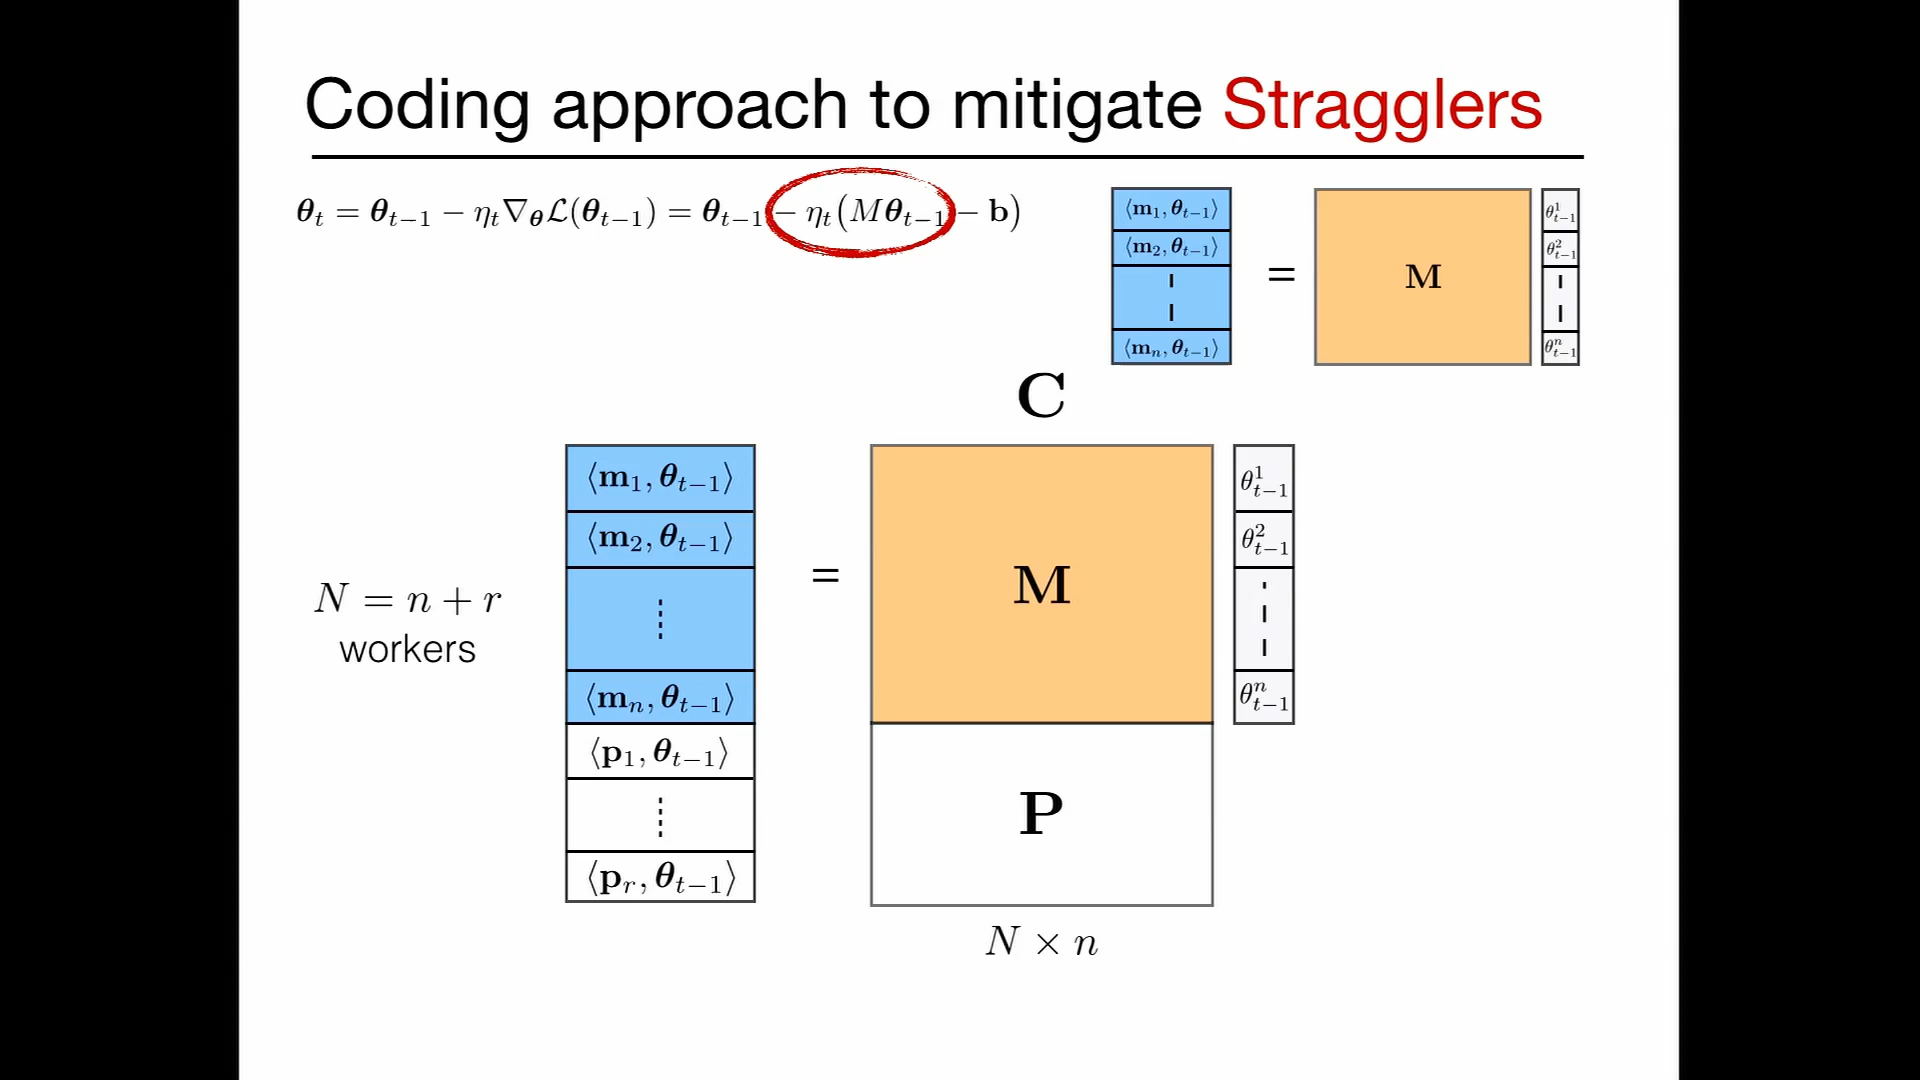 Coding approach to mitigate Stragglers
𝜽_t = 𝜽_{t−1} − η_t∇_𝜽ℒ(𝜽_{t−1}) = 𝜽_{t−1} − η_t(M𝜽_{t−1} − 𝐛)
⟨𝐦_1, 𝜽_{t−1}⟩
⟨𝐦_2, 𝜽_{t−1}⟩
⟨𝐦_n, 𝜽_{t−1}⟩
=
𝐌
θ^1_{t−1}
θ^2_{t−1}
θ^n_{t−1}
𝐂
N = n + r
workers
⟨𝐦_1, 𝜽_{t−1}⟩
⟨𝐦_2, 𝜽_{t−1}⟩
⟨𝐦_n, 𝜽_{t−1}⟩
⟨𝐩_1, 𝜽_{t−1}⟩
⟨𝐩_r, 𝜽_{t−1}⟩
=
𝐌
𝐏
θ^1_{t−1}
θ^2_{t−1}
θ^n_{t−1}
N × n